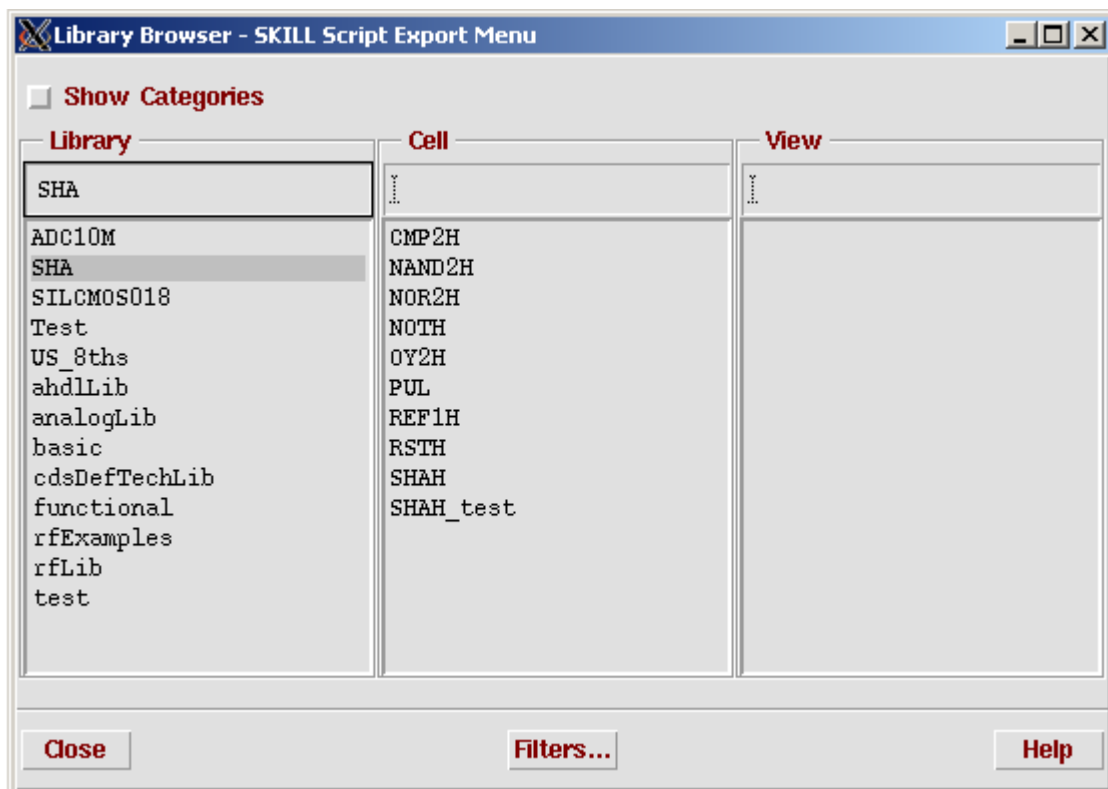 Library Browser - SKILL Script Export Menu
Show Categories
Library
SHA
ADC10M
SHA
SILCMOS018
Test
US_8ths
ahdlLib
analogLib
basic
cdsDefTechLib
functional
rfExamples
rfLib
test
Cell
CMP2H
NAND2H
NOR2H
NOTH
OY2H
PUL
REF1H
RSTH
SHAH
SHAH_test
View
Close
Filters...
Help